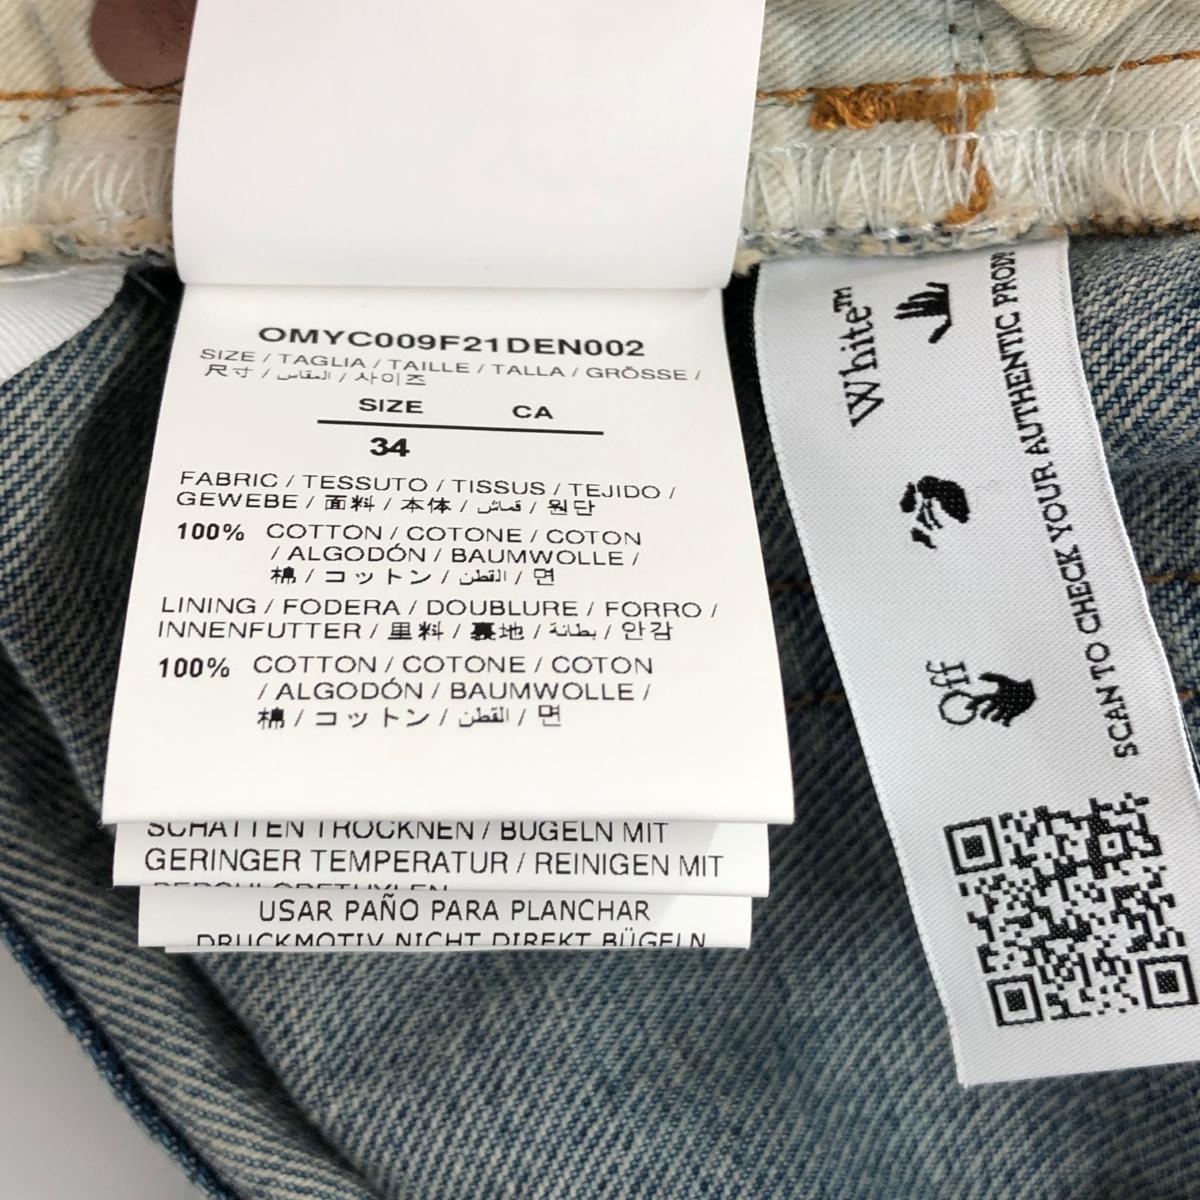 OMYC009F21DEN002
SIZE / TAGLIA / TAILLE / TALLA / GRÖSSE /
尺寸 / المقاس / 사이즈
SIZE CA
34
FABRIC / TESSUTO / TISSUS / TEJIDO /
GEWEBE / 面料 / 本体 / قماش / 원단
100% COTTON / COTONE / COTON
/ ALGODÓN / BAUMWOLLE /
棉 / コットン / القطن / 면
LINING / FODERA / DOUBLURE / FORRO /
INNENFUTTER / 里料 / 裏地 / بطانة / 안감
100% COTTON / COTONE / COTON
/ ALGODÓN / BAUMWOLLE /
棉 / コットン / القطن / 면
SCHATTEN TROCKNEN / BÜGELN MIT
GERINGER TEMPERATUR / REINIGEN MIT
PERCHLORETHYLEN
USAR PAÑO PARA PLANCHAR
DRUCKMOTIV NICHT DIREKT BÜGELN
Off White™
SCAN TO CHECK YOUR AUTHENTIC PROD